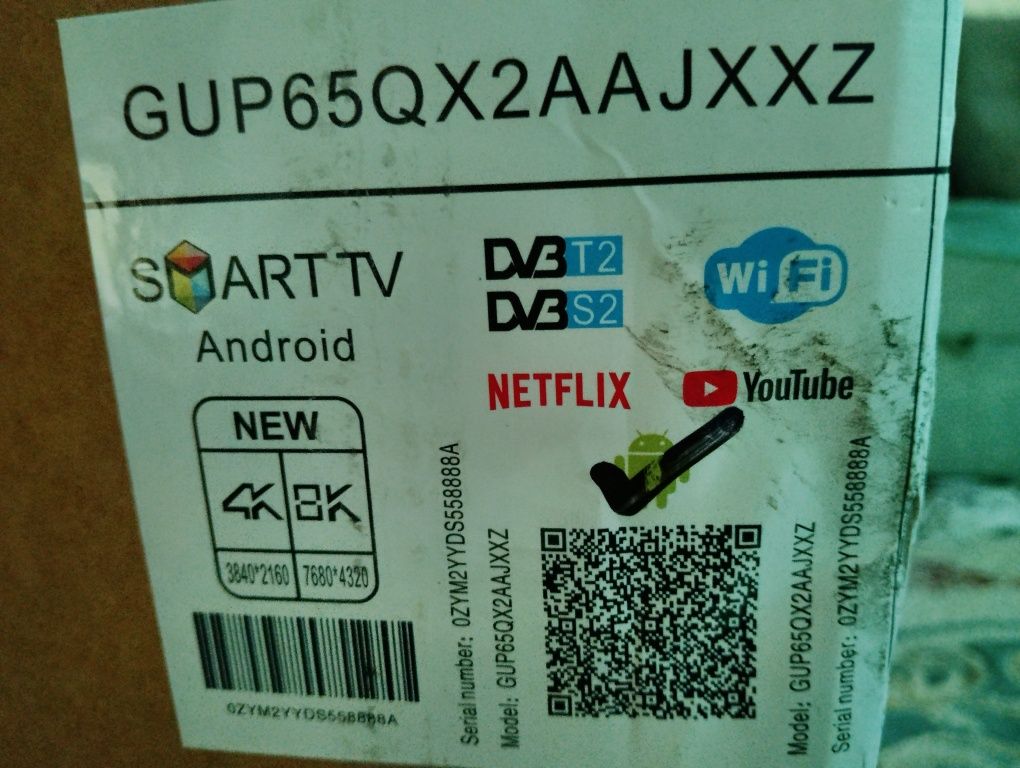 GUP65QX2AAJXXZ
SMART TV
Android
DVB T2
DVB S2
WiFi
NETFLIX
YouTube
NEW
4K 8K
3840*2160 7680*4320
0ZYM2YYDS558888A
Serial number: 0ZYM2YYDS558888A
Model: GUP65QX2AAJXXZ
Model: GUP65QX2AAJXXZ
Serial number: 0ZYM2YYDS558888A